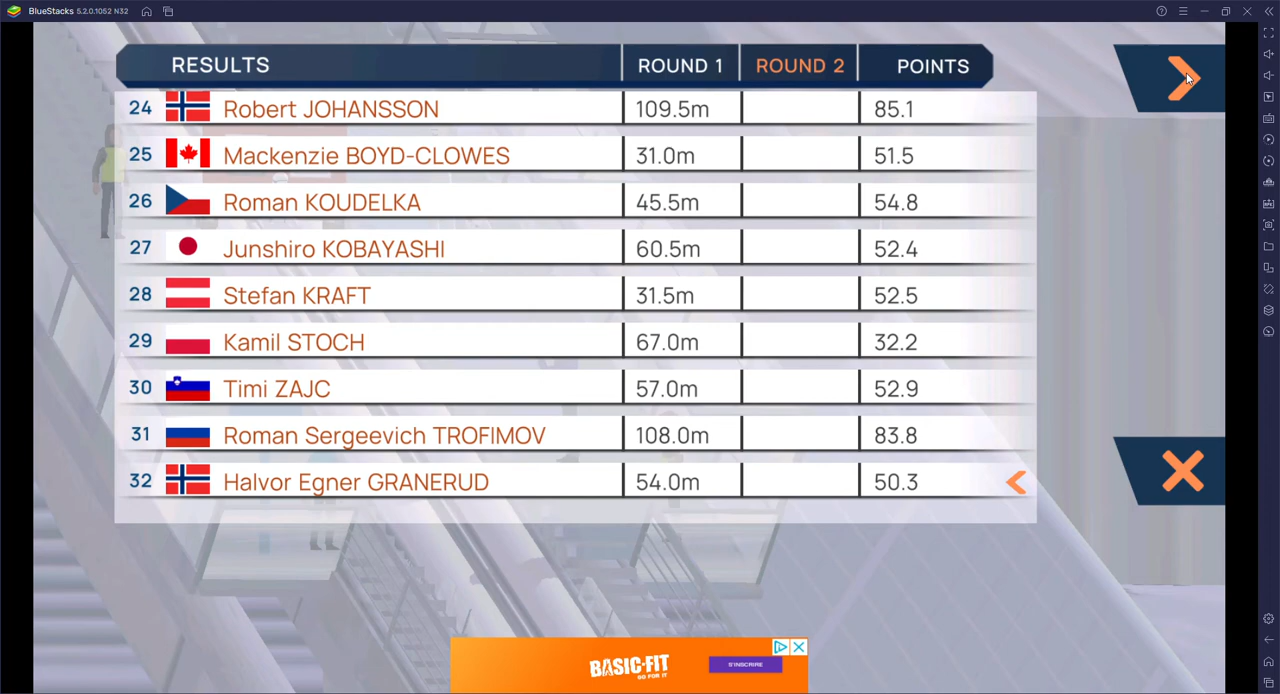 BlueStacks 5.2.0.1052 N32
RESULTS ROUND 1 ROUND 2 POINTS
24 Robert JOHANSSON 109.5m 85.1
25 Mackenzie BOYD-CLOWES 31.0m 51.5
26 Roman KOUDELKA 45.5m 54.8
27 Junshiro KOBAYASHI 60.5m 52.4
28 Stefan KRAFT 31.5m 52.5
29 Kamil STOCH 67.0m 32.2
30 Timi ZAJC 57.0m 52.9
31 Roman Sergeevich TROFIMOV 108.0m 83.8
32 Halvor Egner GRANERUD 54.0m 50.3
BASIC-FIT
GO FOR IT
S'INSCRIRE